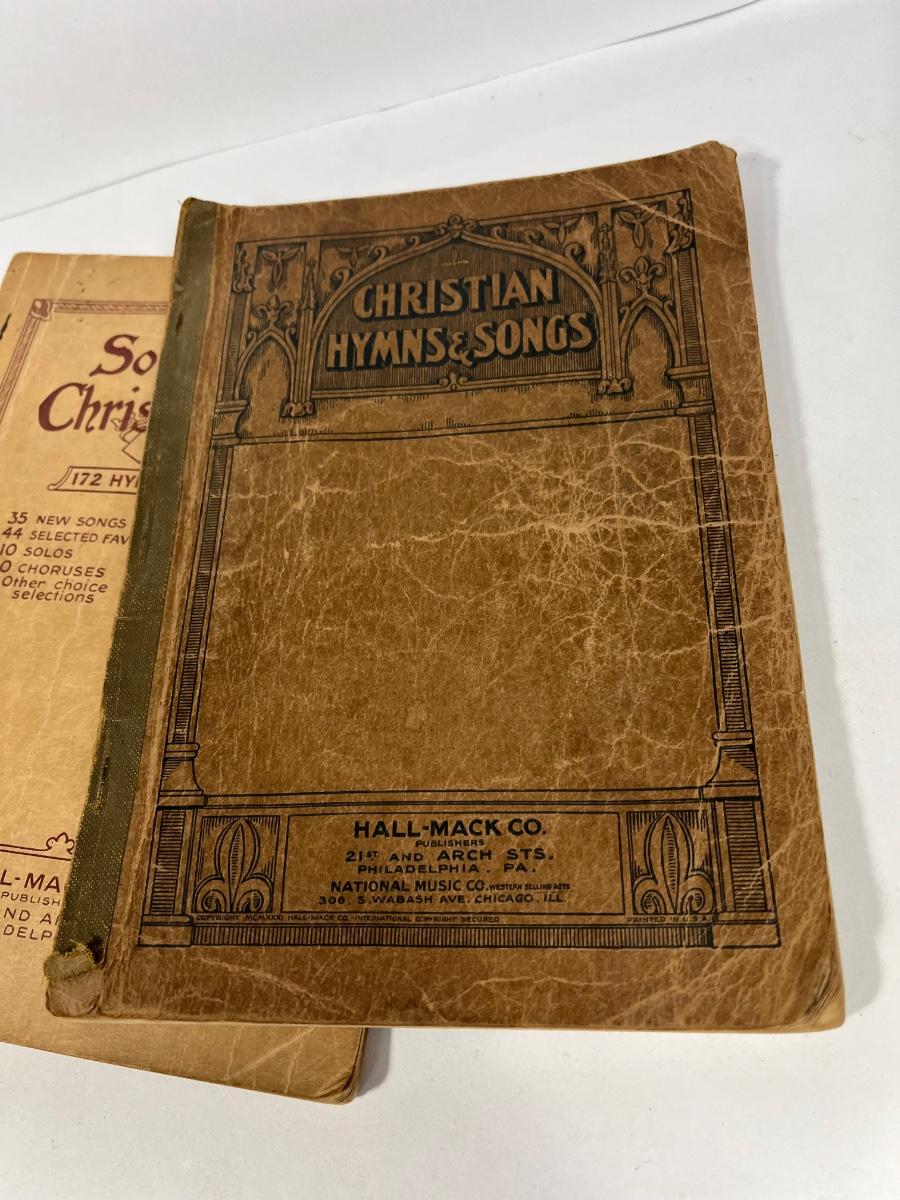 CHRISTIAN
HYMNS & SONGS
HALL-MACK CO.
PUBLISHERS
21ST AND ARCH STS.
PHILADELPHIA. PA.
NATIONAL MUSIC CO. WESTERN SELLING AGTS
306. S. WABASH AVE. CHICAGO. ILL.
COPYRIGHT MCMXXXI HALL-MACK CO.-INTERNATIONAL COPYRIGHT SECURED
PRINTED IN U.S.A.
So
Chris
172 HY
35 NEW SONGS
44 SELECTED FAV
10 SOLOS
0 CHORUSES
Other choice
selections
L-MA
PUBLISH
ND A
DELP